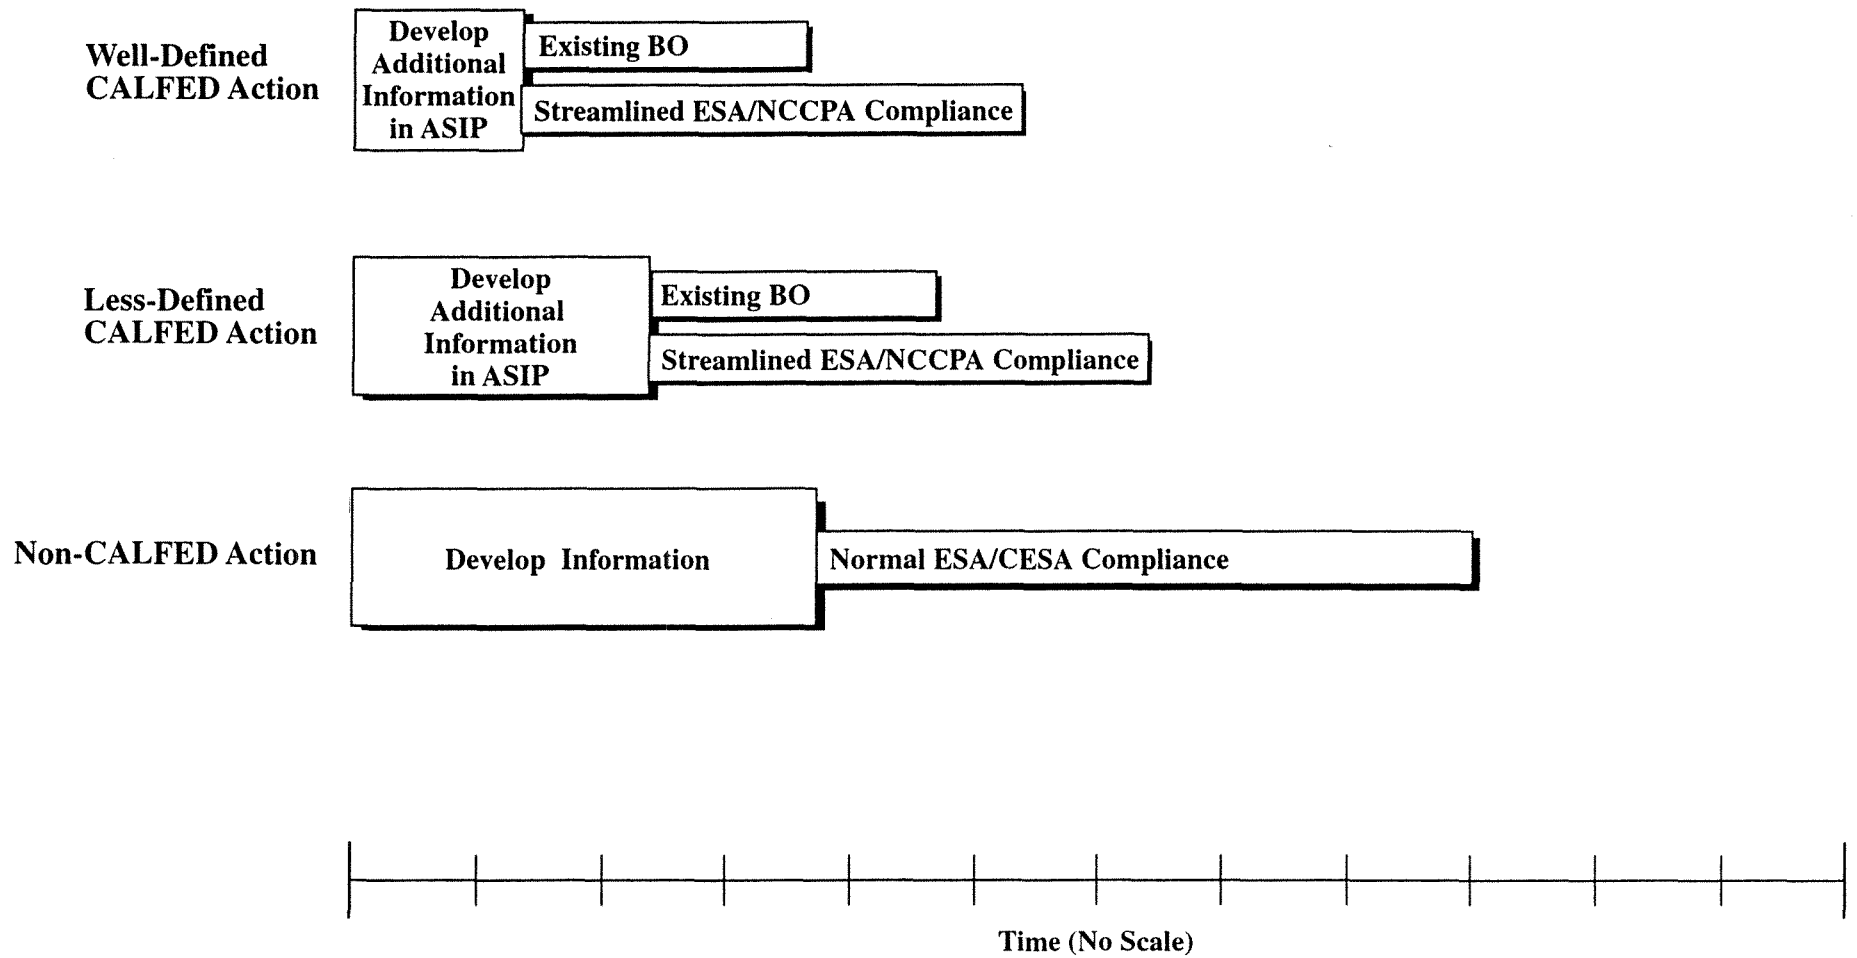 Well-Defined
CALFED Action
Develop
Additional
Information
in ASIP
Existing BO
Streamlined ESA/NCCPA Compliance
Less-Defined
CALFED Action
Develop
Additional
Information
in ASIP
Existing BO
Streamlined ESA/NCCPA Compliance
Non-CALFED Action
Develop Information
Normal ESA/CESA Compliance
Time (No Scale)